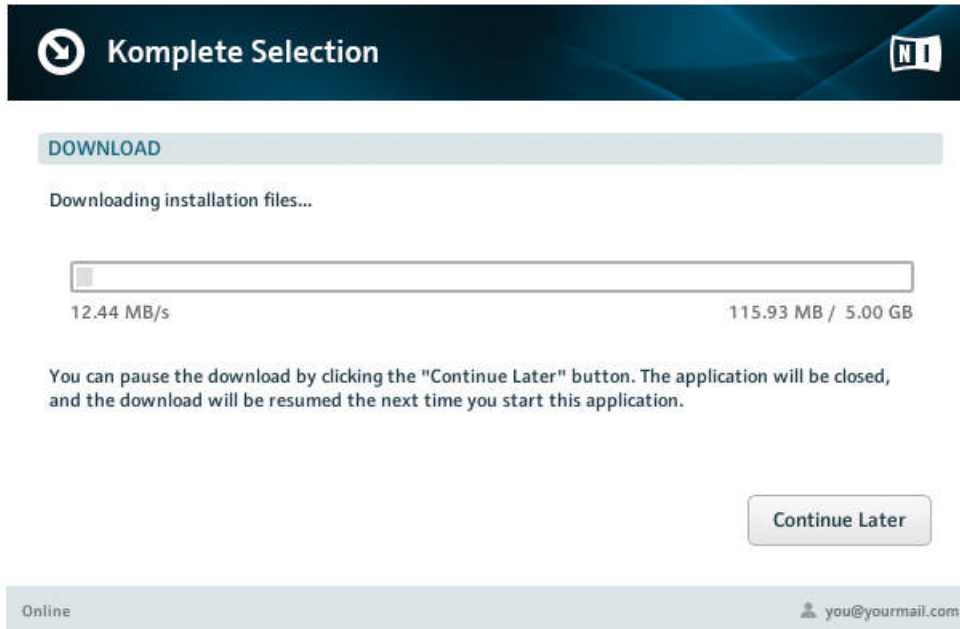 Komplete Selection
NI
DOWNLOAD
Downloading installation files...
12.44 MB/s
115.93 MB / 5.00 GB
You can pause the download by clicking the "Continue Later" button. The application will be closed,
and the download will be resumed the next time you start this application.
Continue Later
Online
you@yourmail.com